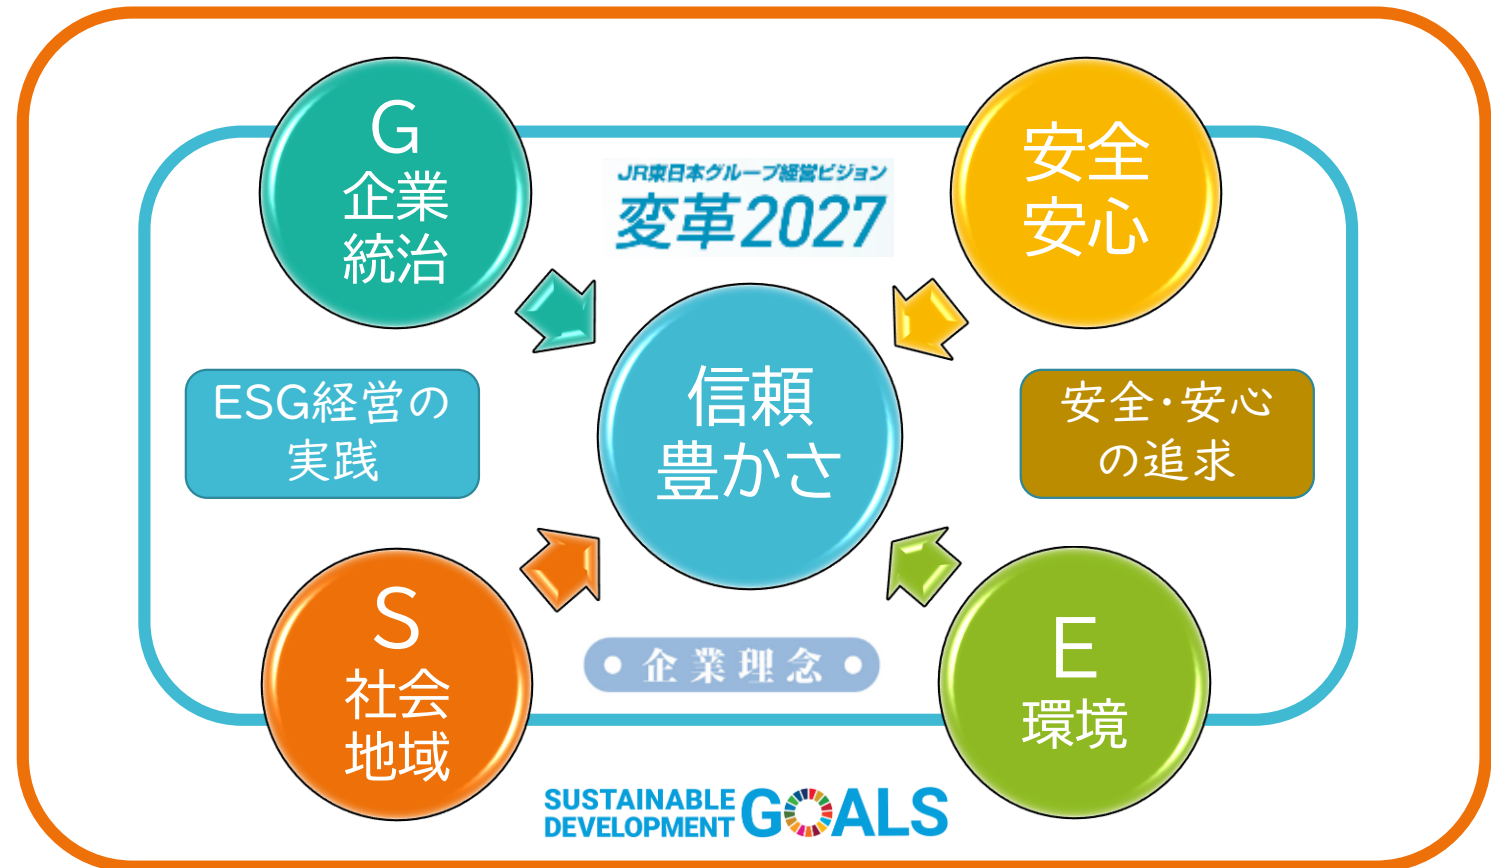 G
企業
統治
JR東日本グループ経営ビジョン
変革2027
安全
安心
ESG経営の
実践
信頼
豊かさ
安全・安心
の追求
S
社会
地域
• 企業理念 •
E
環境
SUSTAINABLE
DEVELOPMENT
GOALS